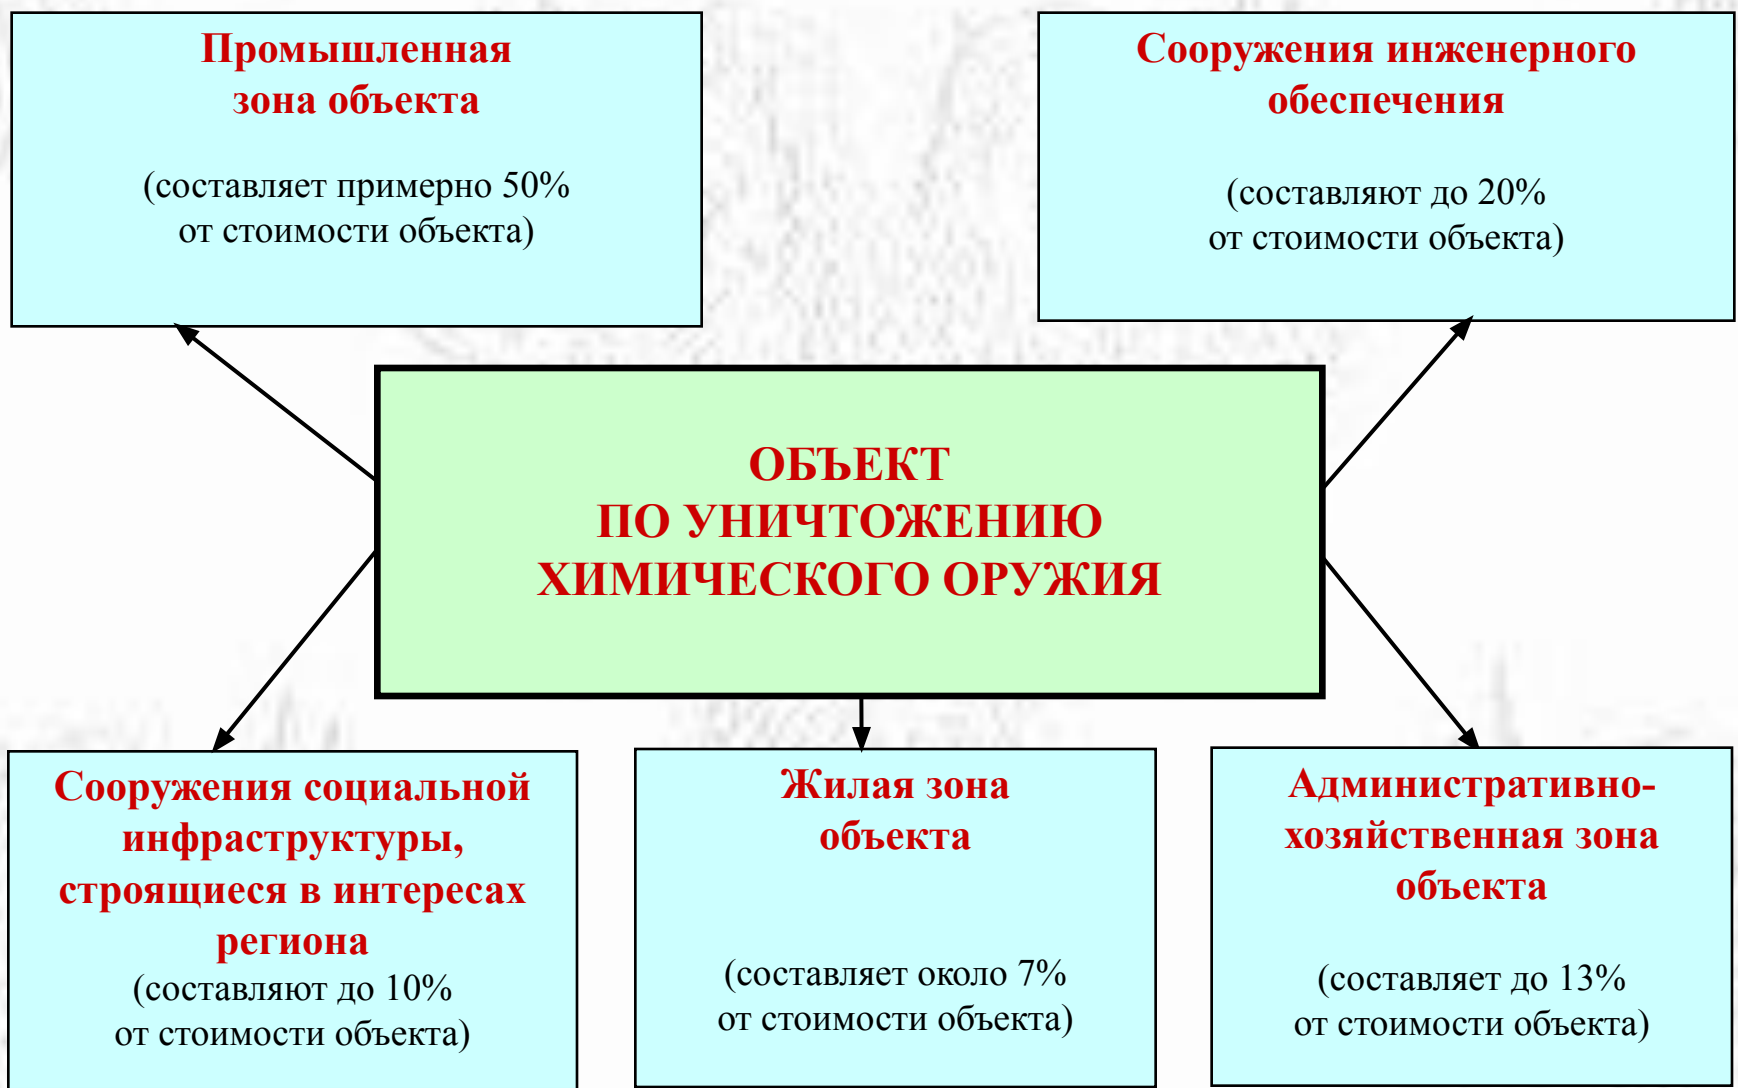 Промышленная
зона объекта
(составляет примерно 50%
от стоимости объекта)
Сооружения инженерного
обеспечения
(составляют до 20%
от стоимости объекта)
ОБЪЕКТ
ПО УНИЧТОЖЕНИЮ
ХИМИЧЕСКОГО ОРУЖИЯ
Сооружения социальной
инфраструктуры,
строящиеся в интересах
региона
(составляют до 10%
от стоимости объекта)
Жилая зона
объекта
(составляет около 7%
от стоимости объекта)
Административно-
хозяйственная зона
объекта
(составляет до 13%
от стоимости объекта)